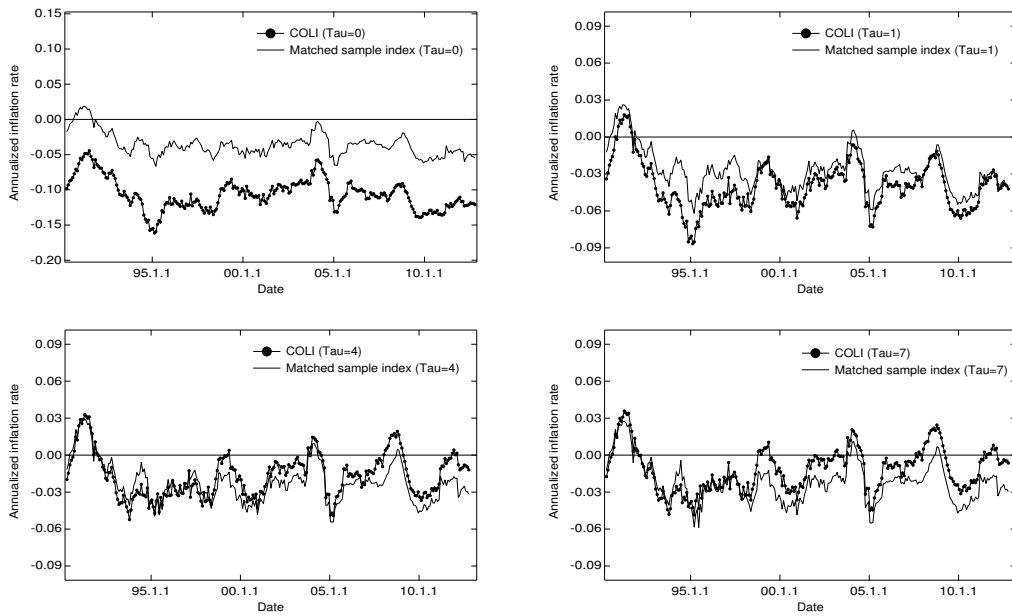 0.15
0.10
0.05
0.00
-0.05
-0.10
-0.15
-0.20
Annualized inflation rate
COLI (Tau=0)
Matched sample index (Tau=0)
95.1.1
00.1.1
05.1.1
10.1.1
Date
0.09
0.06
0.03
0.00
-0.03
-0.06
-0.09
Annualized inflation rate
COLI (Tau=1)
Matched sample index (Tau=1)
95.1.1
00.1.1
05.1.1
10.1.1
Date
0.09
0.06
0.03
0.00
-0.03
-0.06
-0.09
Annualized inflation rate
COLI (Tau=4)
Matched sample index (Tau=4)
95.1.1
00.1.1
05.1.1
10.1.1
Date
0.09
0.06
0.03
0.00
-0.03
-0.06
-0.09
Annualized inflation rate
COLI (Tau=7)
Matched sample index (Tau=7)
95.1.1
00.1.1
05.1.1
10.1.1
Date